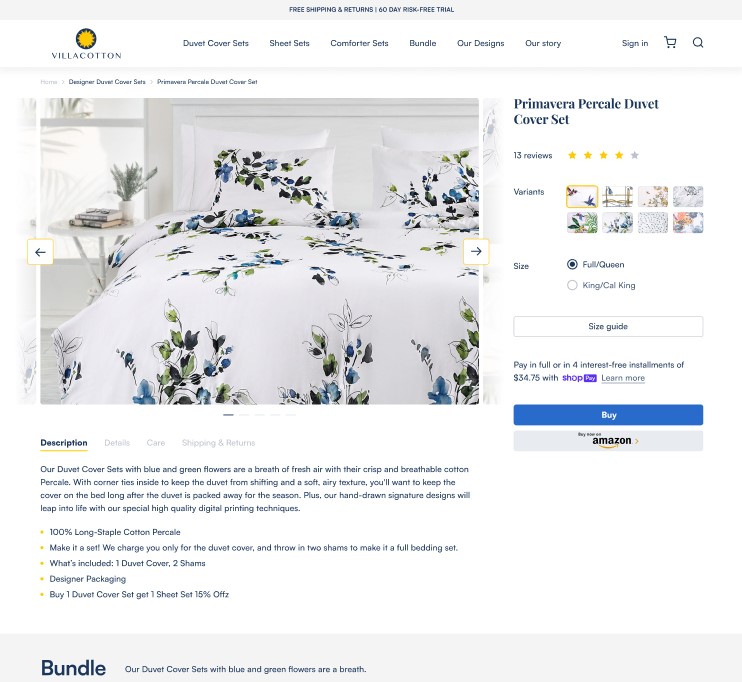 FREE SHIPPING & RETURNS | 60 DAY RISK-FREE TRIAL
VILLACOTTON
Duvet Cover Sets Sheet Sets Comforter Sets Bundle Our Designs Our story Sign in
Home > Designer Duvet Cover Sets > Primavera Percale Duvet Cover Set
Primavera Percale Duvet
Cover Set
13 reviews
Variants
Size
Full/Queen
King/Cal King
Size guide
Pay in full or in 4 interest-free installments of
$34.75 with shop Pay Learn more
Buy
Buy now on
amazon
Description Details Care Shipping & Returns
Our Duvet Cover Sets with blue and green flowers are a breath of fresh air with their crisp and breathable cotton
Percale. With corner ties inside to keep the duvet from shifting and a soft, airy texture, you'll want to keep the
cover on the bed long after the duvet is packed away for the season. Plus, our hand-drawn signature designs will
leap into life with our special high quality digital printing techniques.
100% Long-Staple Cotton Percale
Make it a set! We charge you only for the duvet cover, and throw in two shams to make it a full bedding set.
What's included: 1 Duvet Cover, 2 Shams
Designer Packaging
Buy 1 Duvet Cover Set get 1 Sheet Set 15% Offz
Bundle Our Duvet Cover Sets with blue and green flowers are a breath.